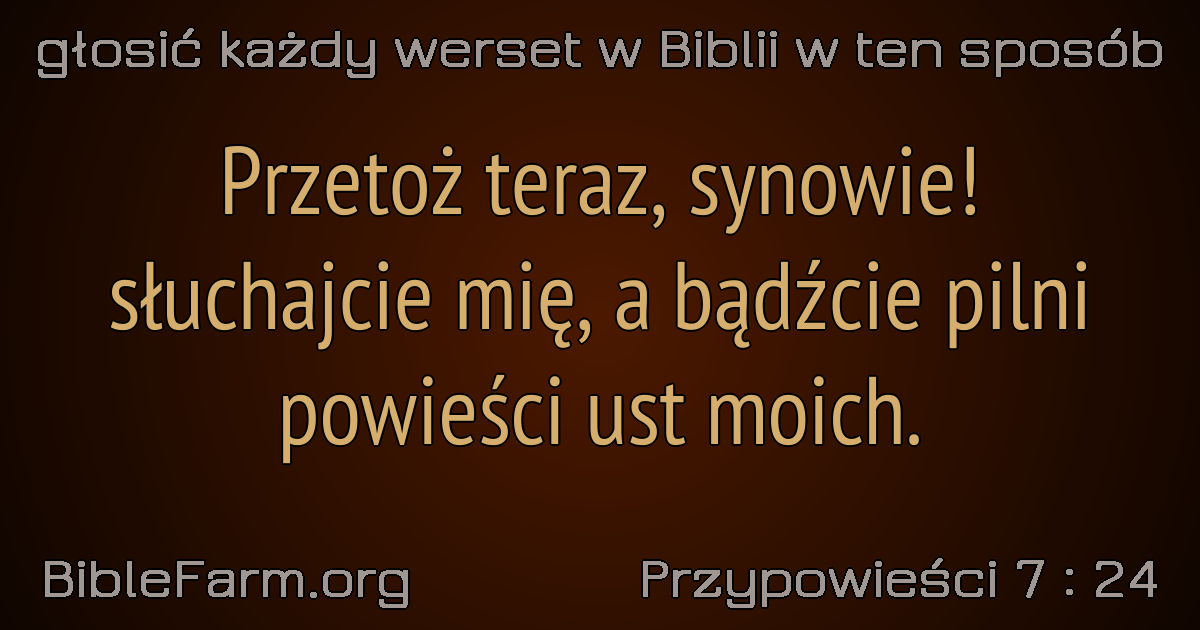 głosić każdy werset w Biblii w ten sposób
Przetoż teraz, synowie!
słuchajcie mię, a bądźcie pilni
powieści ust moich.
BibleFarm.org
Przypowieści 7 : 24